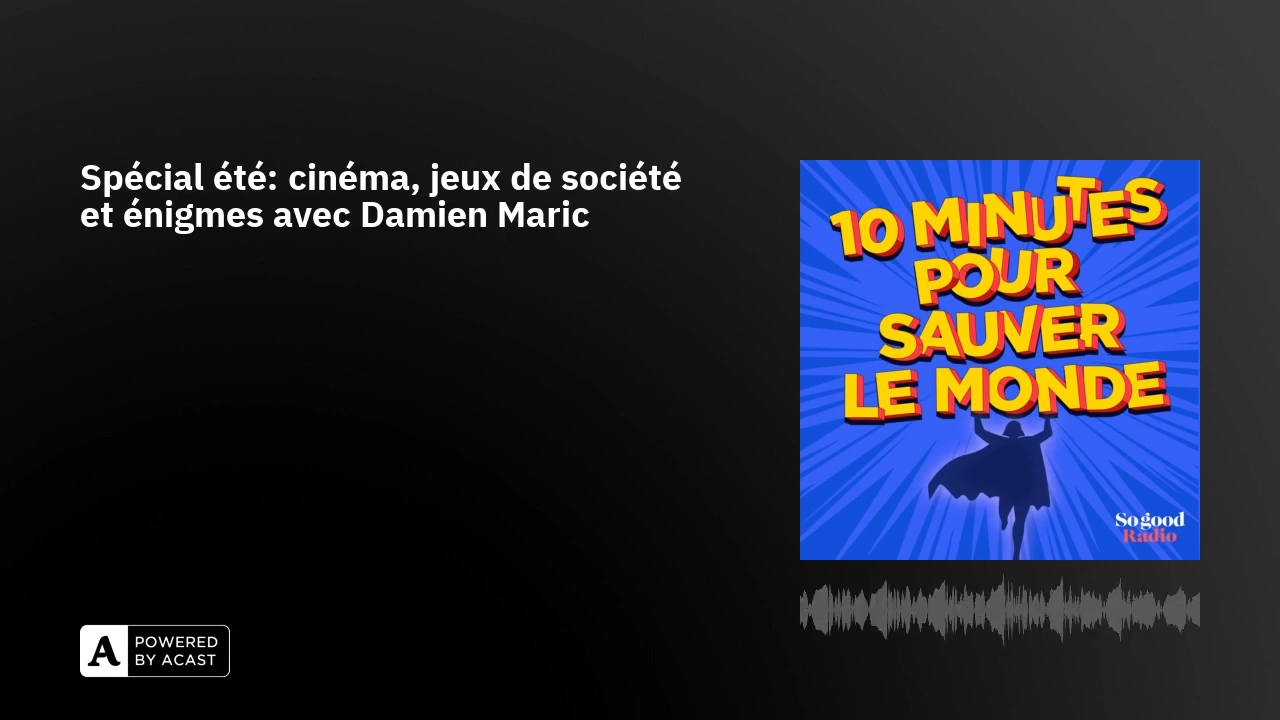 Spécial été: cinéma, jeux de société
et énigmes avec Damien Maric
10 MINUTES
POUR
SAUVER
LE MONDE
So good
Radio
A
POWERED
BY ACAST